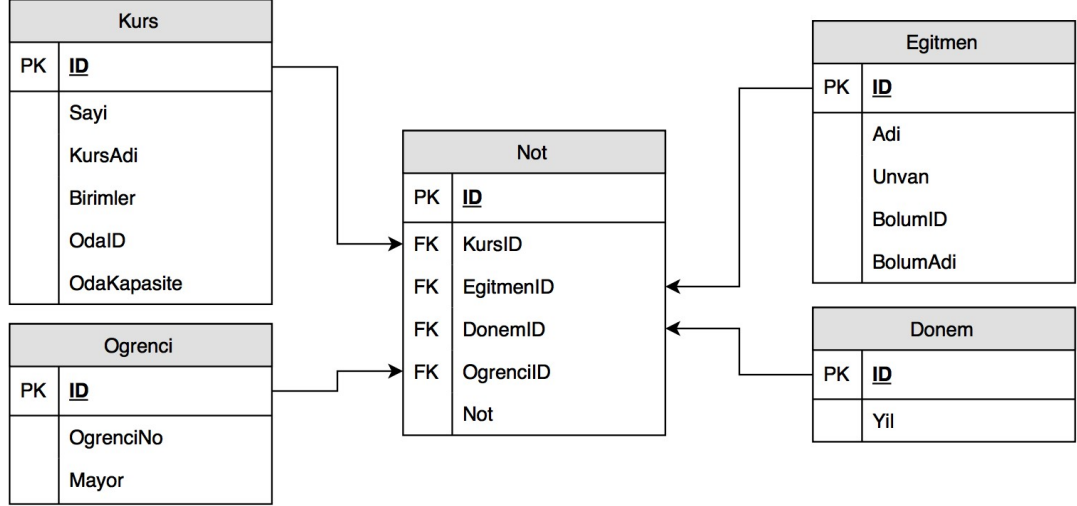 Kurs
PK ID
Sayi
KursAdi
Birimler
OdaID
OdaKapasite
Ogrenci
PK ID
OgrenciNo
Mayor
Not
PK ID
FK KursID
FK EgitmenID
FK DonemID
FK OgrenciID
Not
Egitmen
PK ID
Adi
Unvan
BolumID
BolumAdi
Donem
PK ID
Yil